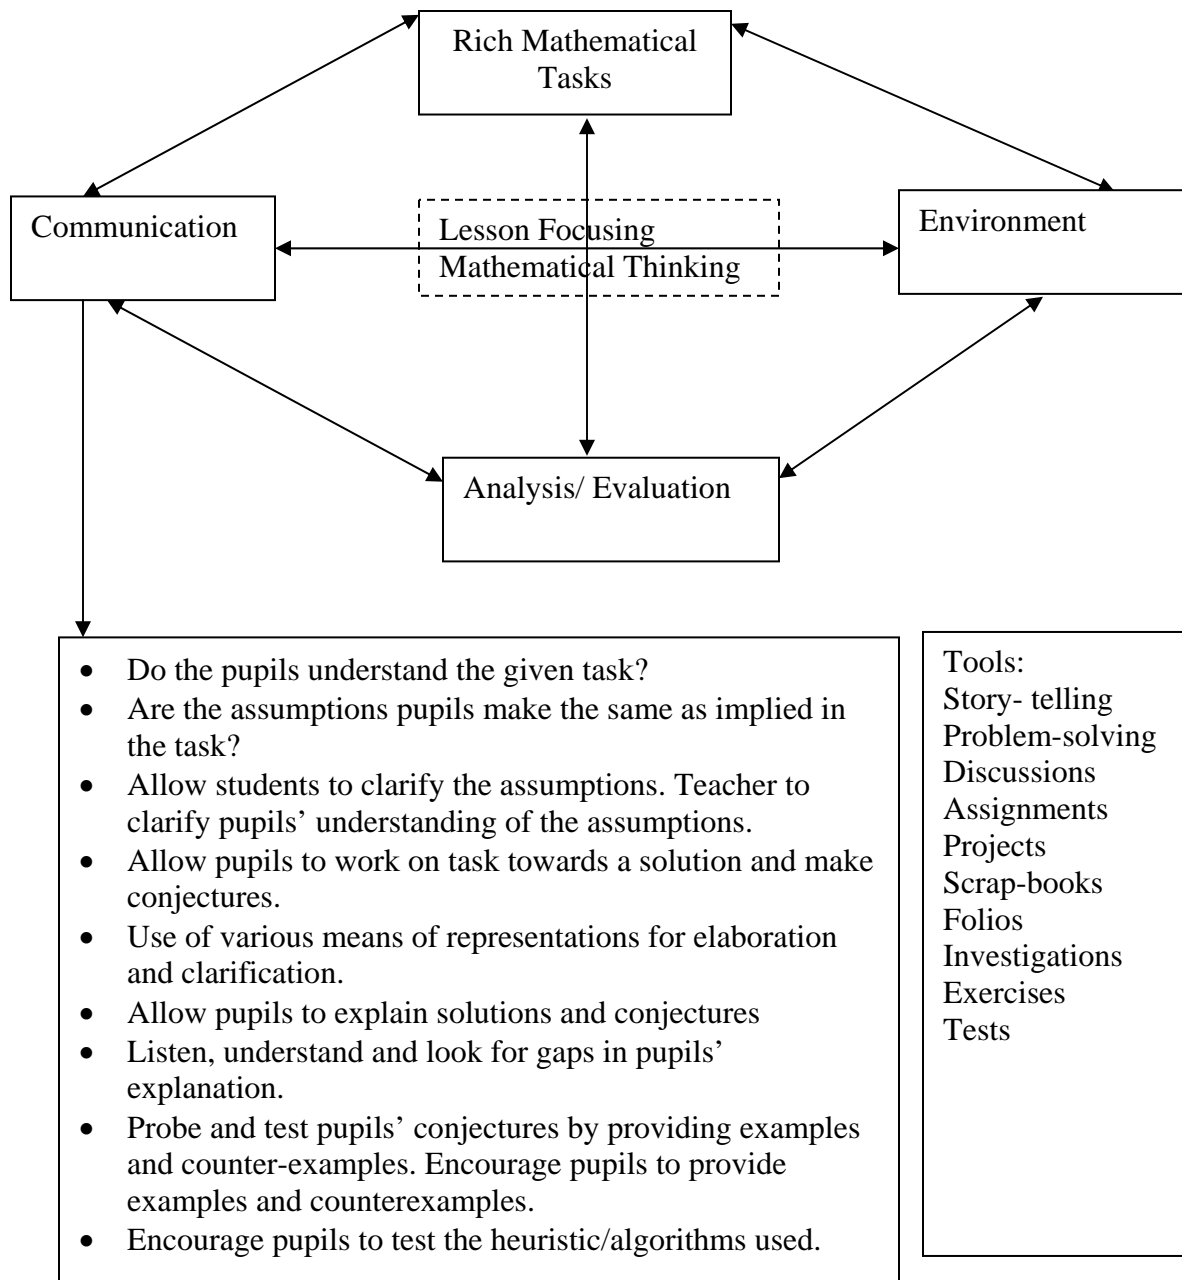 Rich Mathematical
Tasks
Communication
Lesson Focusing
Mathematical Thinking
Environment
Analysis/ Evaluation
• Do the pupils understand the given task?
• Are the assumptions pupils make the same as implied in
the task?
• Allow students to clarify the assumptions. Teacher to
clarify pupils’ understanding of the assumptions.
• Allow pupils to work on task towards a solution and make
conjectures.
• Use of various means of representations for elaboration
and clarification.
• Allow pupils to explain solutions and conjectures
• Listen, understand and look for gaps in pupils’
explanation.
• Probe and test pupils’ conjectures by providing examples
and counter-examples. Encourage pupils to provide
examples and counterexamples.
• Encourage pupils to test the heuristic/algorithms used.
Tools:
Story- telling
Problem-solving
Discussions
Assignments
Projects
Scrap-books
Folios
Investigations
Exercises
Tests